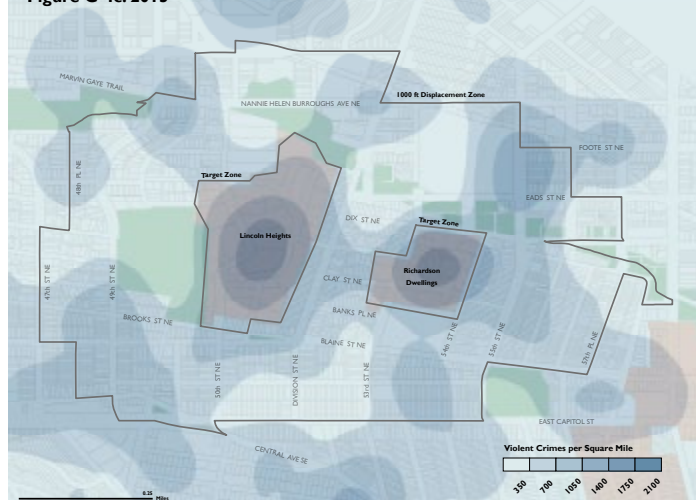 MARVIN GAYE TRAIL
NANNIE HELEN BURROUGHS AVE NE
1000 ft Displacement Zone
FOOTE ST NE
48th PL NE
Target Zone
EADS ST NE
DIX ST NE
Target Zone
Lincoln Heights
Richardson
Dwellings
47th ST NE
49th ST NE
CLAY ST NE
BANKS PL NE
BROOKS ST NE
BLAINE ST NE
54th ST NE
55th ST NE
57th PL NE
50th ST NE
DIVISION ST NE
53rd ST NE
EAST CAPITOL ST
CENTRAL AVE SE
Violent Crimes per Square Mile
350 700 1050 1400 1750 2100
0.25
Miles